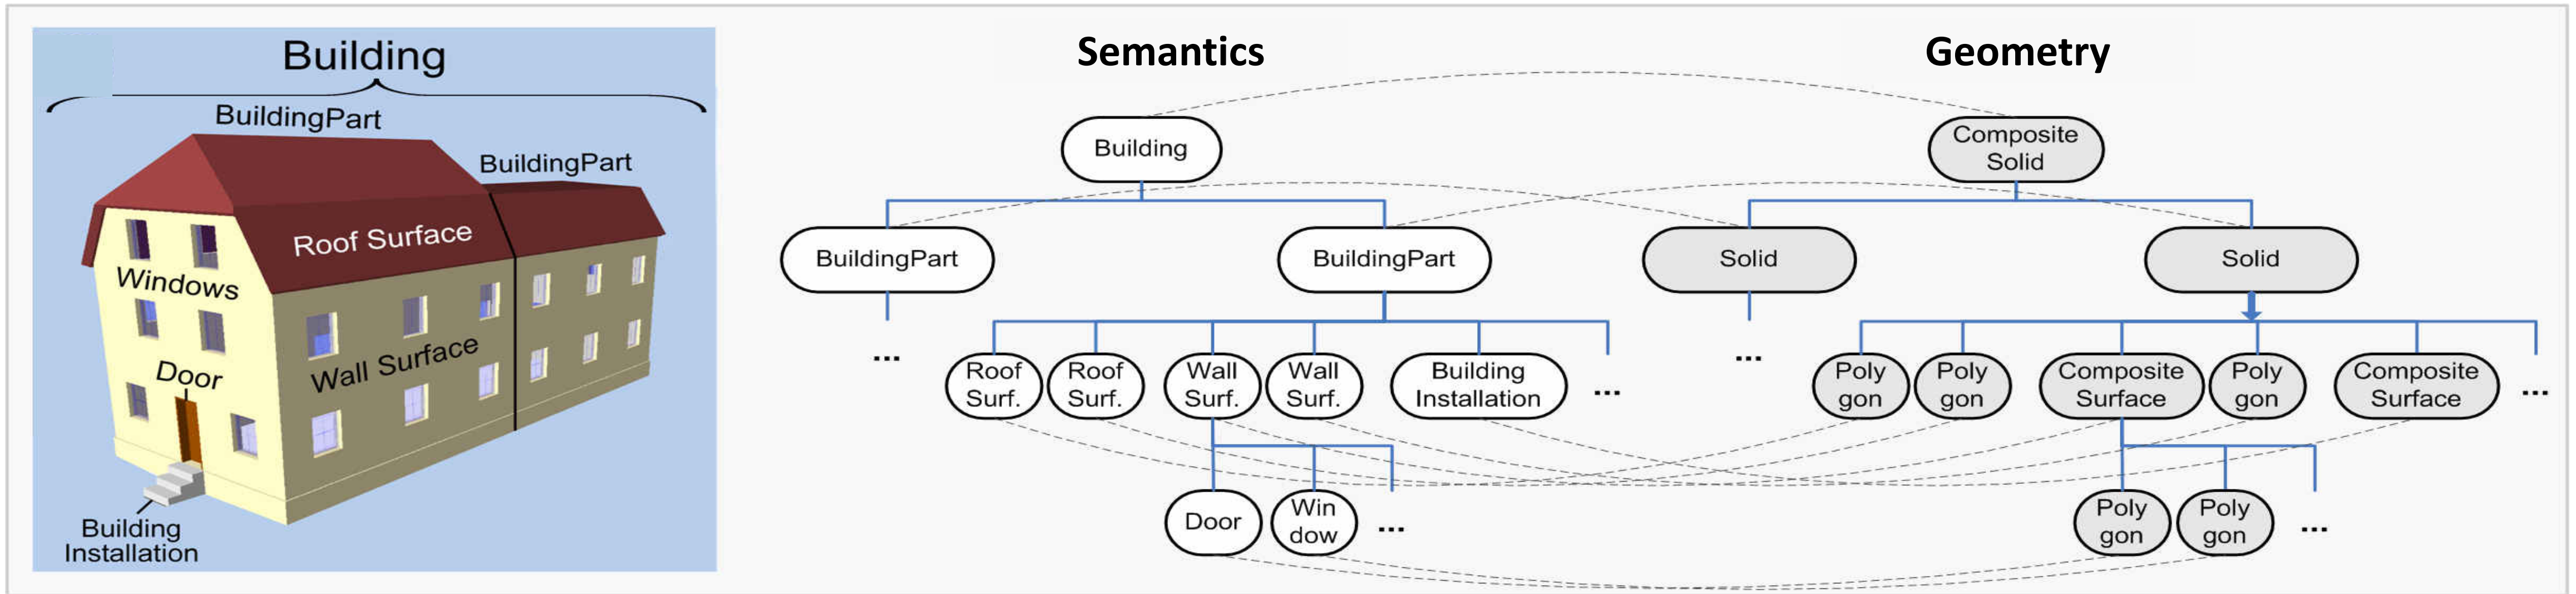 Building
BuildingPart
BuildingPart
Roof Surface
Windows
Wall Surface
Door
Building
Installation
Semantics
Geometry
Building
Composite
Solid
BuildingPart
BuildingPart
Solid
Solid
...
Roof
Surf.
Roof
Surf.
Wall
Surf.
Wall
Surf.
Building
Installation
...
...
Poly
gon
Poly
gon
Composite
Surface
Poly
gon
Composite
Surface
...
Door
Win
dow
...
Poly
gon
Poly
gon
...